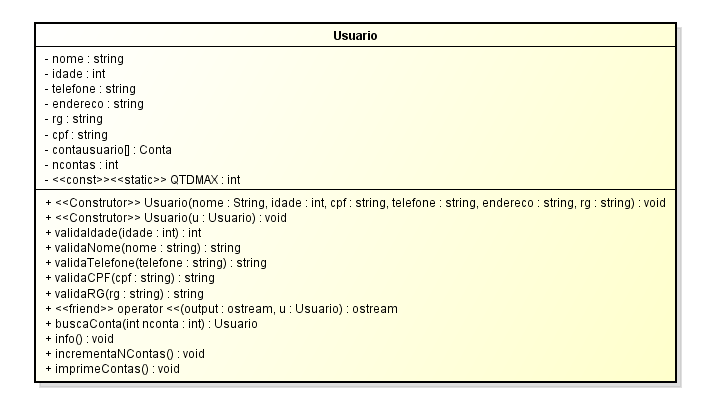 Usuario
- nome : string
- idade : int
- telefone : string
- endereco : string
- rg : string
- cpf : string
- contausuario[] : Conta
- ncontas : int
- <<const>><<static>> QTDMAX : int
+ <<Construtor>> Usuario(nome : String, idade : int, cpf : string, telefone : string, endereco : string, rg : string) : void
+ <<Construtor>> Usuario(u : Usuario) : void
+ validaIdade(idade : int) : int
+ validaNome(nome : string) : string
+ validaTelefone(telefone : string) : string
+ validaCPF(cpf : string) : string
+ validaRG(rg : string) : string
+ <<friend>> operator <<(output : ostream, u : Usuario) : ostream
+ buscaConta(int nconta : int) : Usuario
+ info() : void
+ incrementaNContas() : void
+ imprimeContas() : void